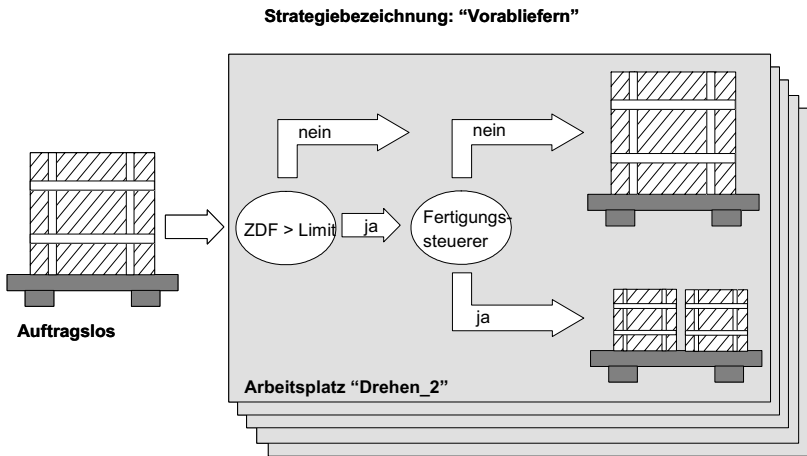 Strategiebezeichnung: “Vorabliefern”
nein
nein
ZDF > Limit
ja
Fertigungs-
steuerer
ja
Auftragslos
Arbeitsplatz “Drehen_2”